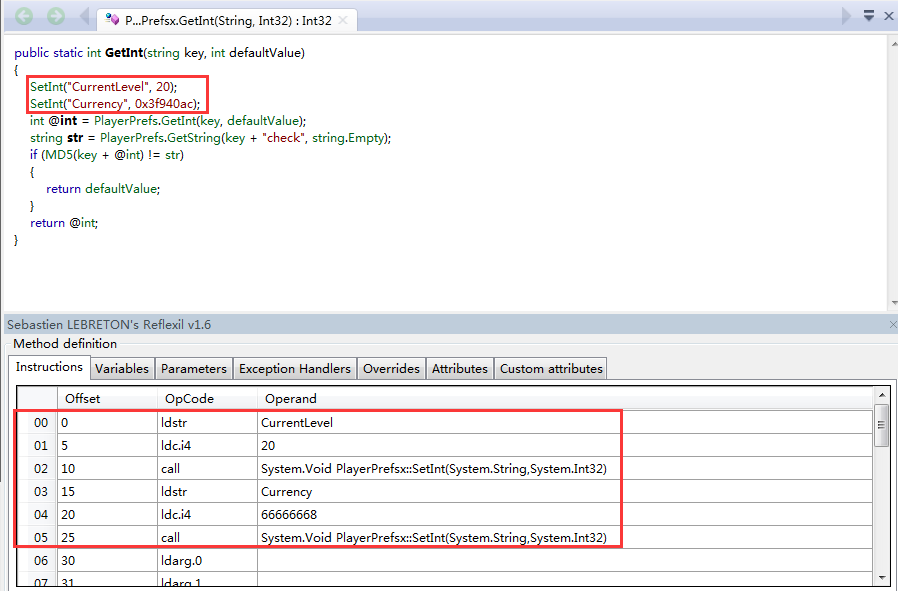 P...Prefsx.GetInt(String, Int32) : Int32
public static int GetInt(string key, int defaultValue)
{
SetInt("CurrentLevel", 20);
SetInt("Currency", 0x3f940ac);
int @int = PlayerPrefs.GetInt(key, defaultValue);
string str = PlayerPrefs.GetString(key + "check", string.Empty);
if (MD5(key + @int) != str)
{
return defaultValue;
}
return @int;
}
Sebastien LEBRETON's Reflexil v1.6
Method definition
Instructions Variables Parameters Exception Handlers Overrides Attributes Custom attributes
Offset OpCode Operand
00 0 ldstr CurrentLevel
01 5 ldc.i4 20
02 10 call System.Void PlayerPrefsx::SetInt(System.String,System.Int32)
03 15 ldstr Currency
04 20 ldc.i4 66666668
05 25 call System.Void PlayerPrefsx::SetInt(System.String,System.Int32)
06 30 ldarg.0
07 31 ldarg.1